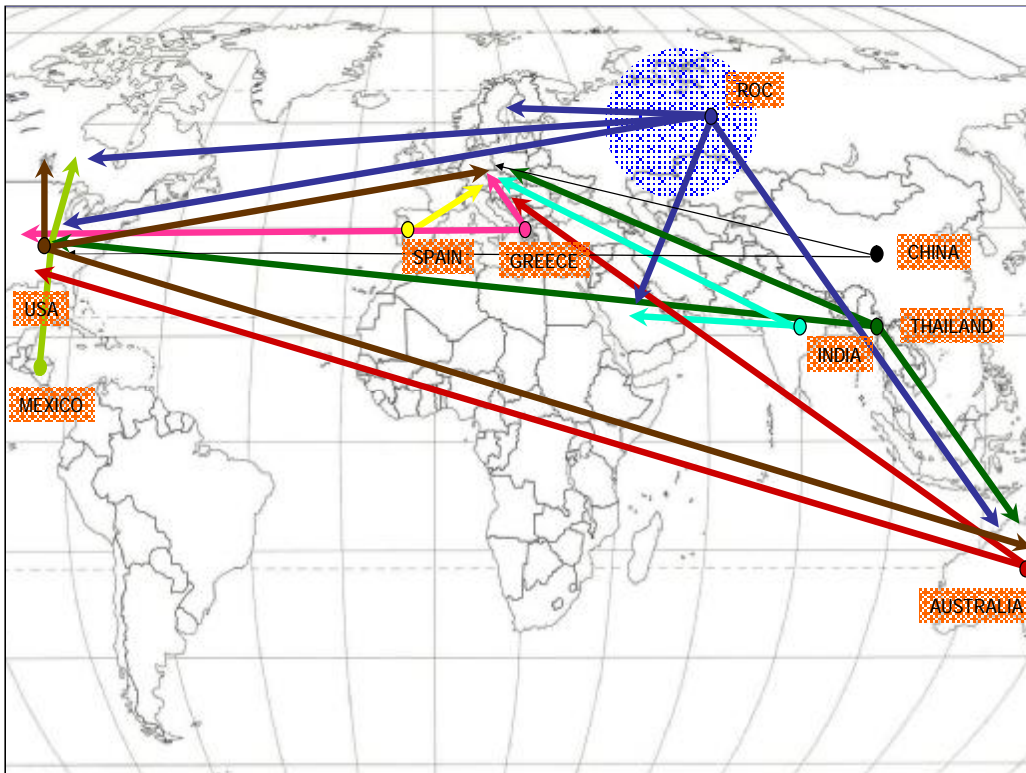 ROC
SPAIN
GREECE
CHINA
USA
THAILAND
INDIA
MEXICO
AUSTRALIA